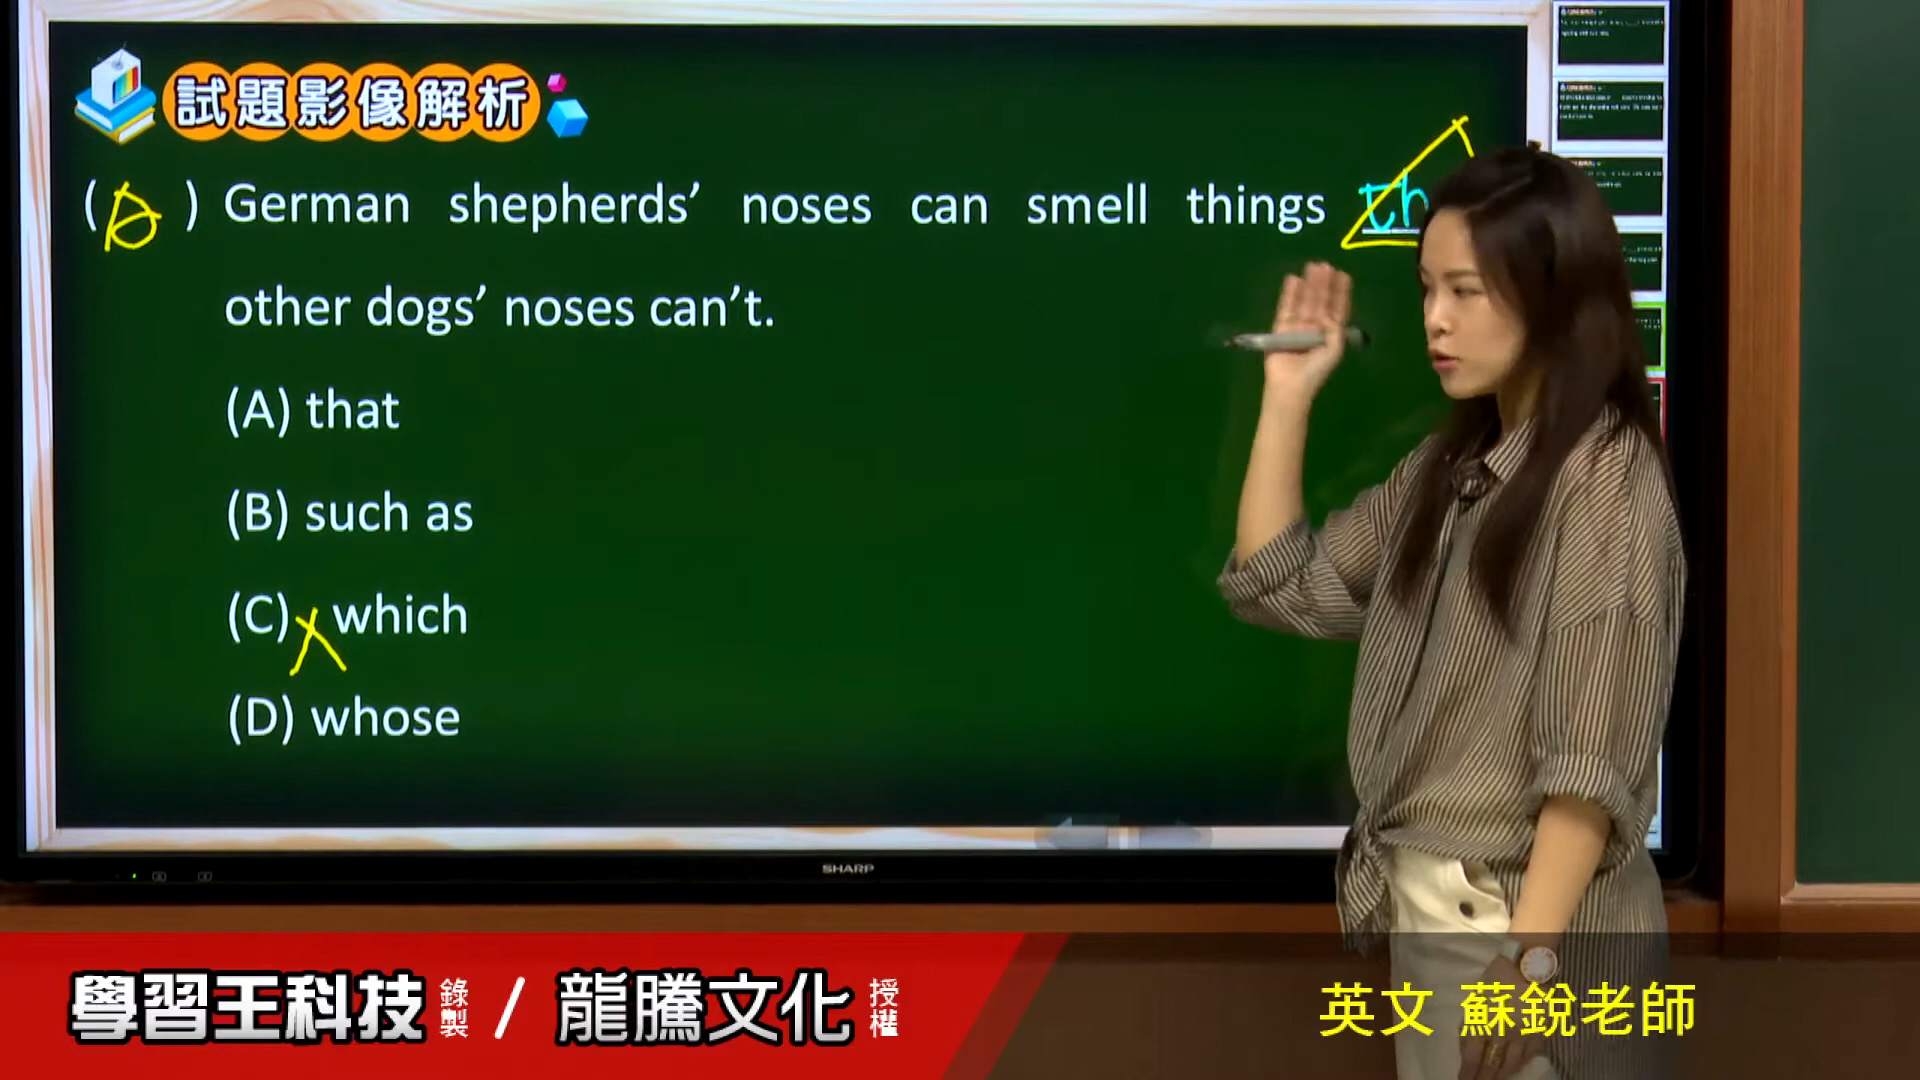 試題影像解析
( A ) German shepherds’ noses can smell things th
other dogs’ noses can’t.
(A) that
(B) such as
(C) which
(D) whose
SHARP
學習王科技 錄製 / 龍騰文化 授權
英文 蘇銳老師